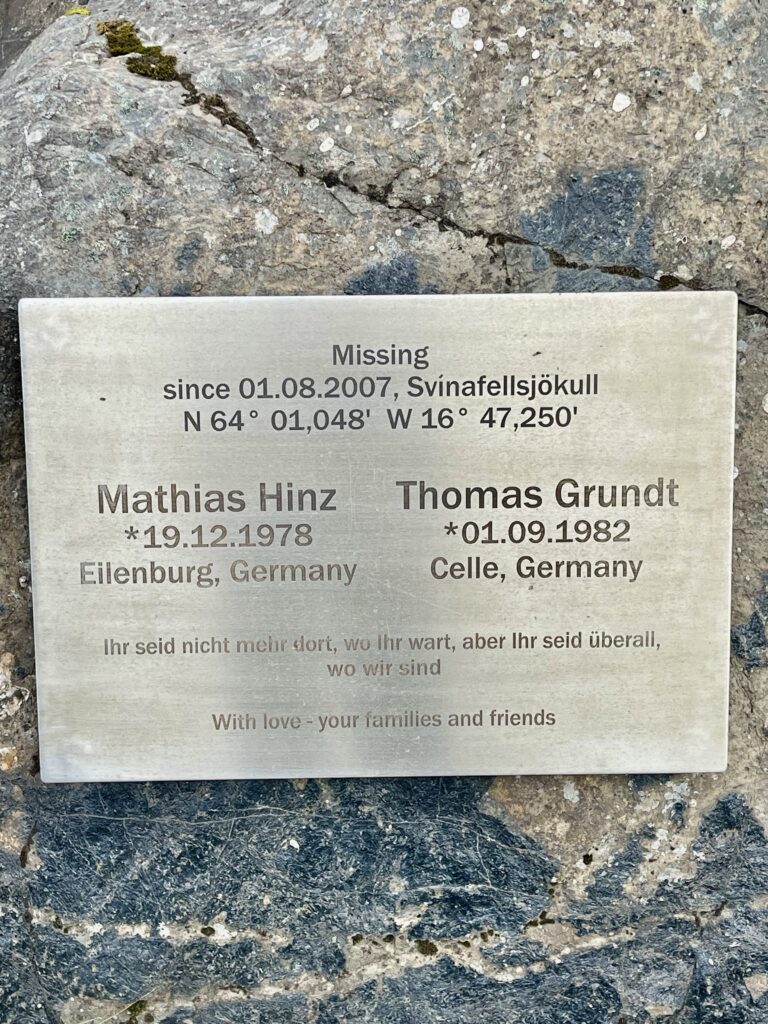 Missing
since 01.08.2007, Svínafellsjökull
N 64° 01,048' W 16° 47,250'
Mathias Hinz
*19.12.1978
Eilenburg, Germany
Thomas Grundt
*01.09.1982
Celle, Germany
Ihr seid nicht mehr dort, wo Ihr wart, aber Ihr seid überall,
wo wir sind
With love - your families and friends